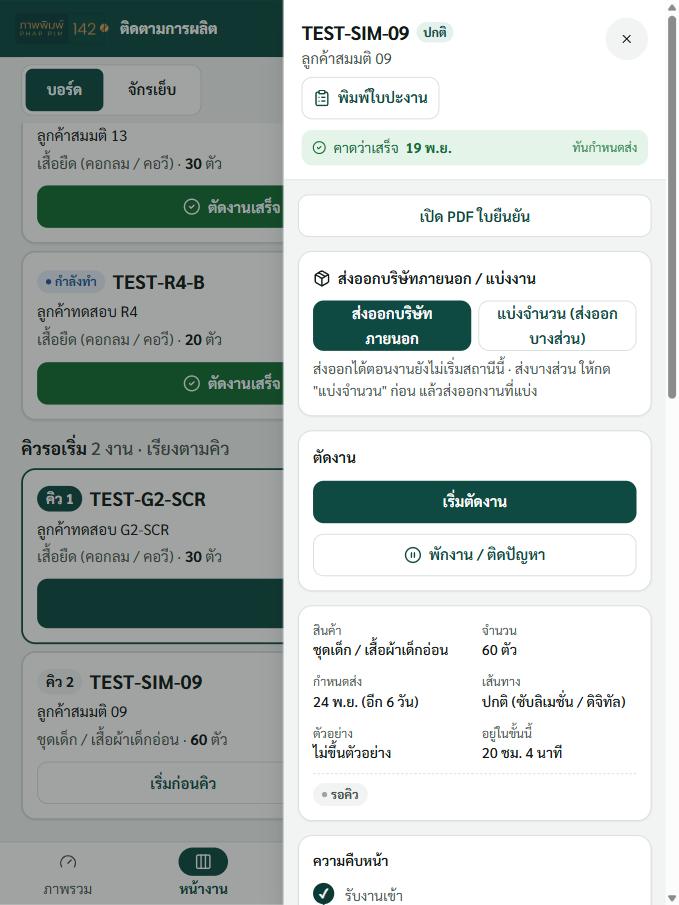 ภาพพิมพ์
PHAP PIM
142
ติดตามการผลิต
บอร์ด
จักรเย็บ
ลูกค้าสมมติ 13
เสื้อยืด (คอกลม / คอวี) · 30 ตัว
ตัดงานเสร็จ
กำลังทำ
TEST-R4-B
ลูกค้าทดสอบ R4
เสื้อยืด (คอกลม / คอวี) · 20 ตัว
ตัดงานเสร็จ
คิวรอเริ่ม 2 งาน · เรียงตามคิว
คิว 1
TEST-G2-SCR
ลูกค้าทดสอบ G2-SCR
เสื้อยืด (คอกลม / คอวี) · 30 ตัว
คิว 2
TEST-SIM-09
ลูกค้าสมมติ 09
ชุดเด็ก / เสื้อผ้าเด็กอ่อน · 60 ตัว
เริ่มก่อนคิว
ภาพรวม
หน้างาน
TEST-SIM-09
ปกติ
ลูกค้าสมมติ 09
พิมพ์ใบปะงาน
คาดว่าเสร็จ 19 พ.ย.
ทันกำหนดส่ง
เปิด PDF ใบยืนยัน
ส่งออกบริษัทภายนอก / แบ่งงาน
ส่งออกบริษัท
ภายนอก
แบ่งจำนวน (ส่งออก
บางส่วน)
ส่งออกได้ตอนงานยังไม่เริ่มสถานีนี้ · ส่งบางส่วน ให้กด
"แบ่งจำนวน" ก่อน แล้วส่งออกงานที่แบ่ง
ตัดงาน
เริ่มตัดงาน
พักงาน / ติดปัญหา
สินค้า
ชุดเด็ก / เสื้อผ้าเด็กอ่อน
จำนวน
60 ตัว
กำหนดส่ง
24 พ.ย. (อีก 6 วัน)
เส้นทาง
ปกติ (ซับลิเมชั่น / ดิจิทัล)
ตัวอย่าง
ไม่ขึ้นตัวอย่าง
อยู่ในขั้นนี้
20 ชม. 4 นาที
รอคิว
ความคืบหน้า
รับงานเข้า